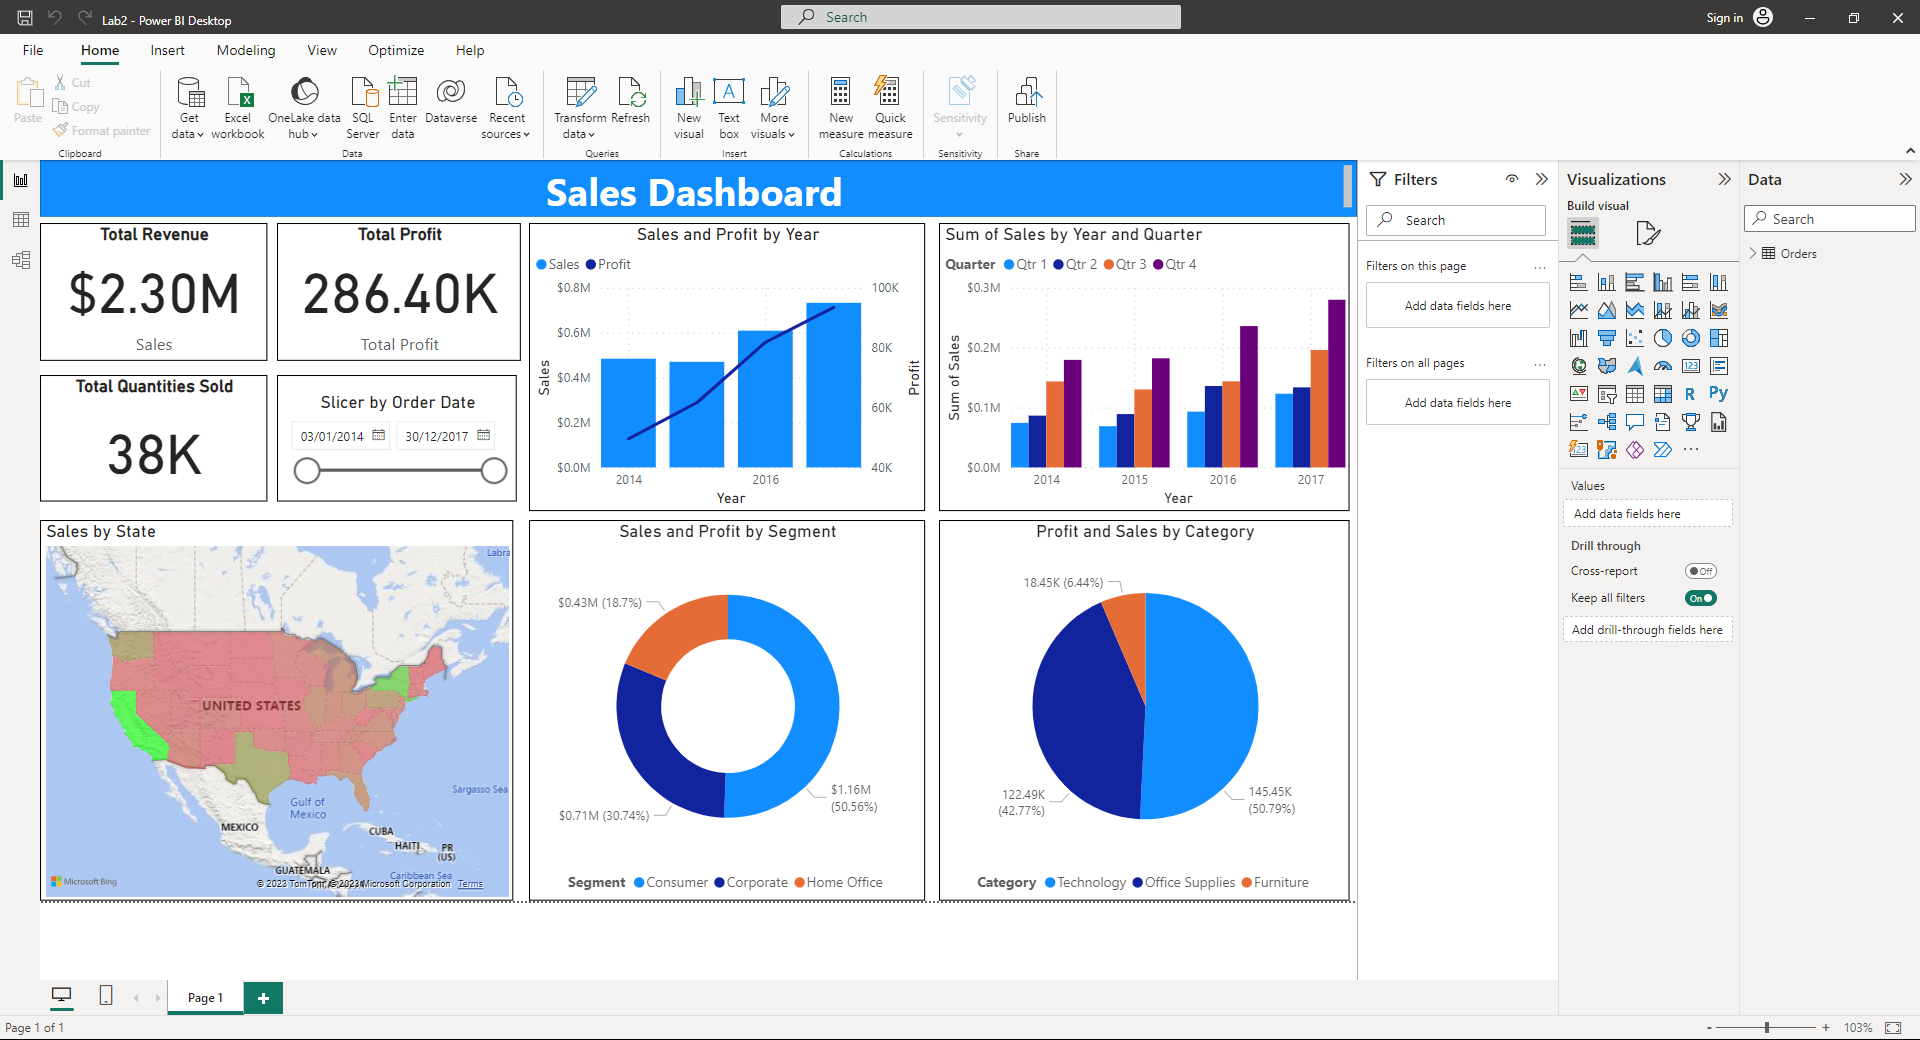 Lab2 - Power BI Desktop
Search
Sign in
File
Home
Insert
Modeling
View
Optimize
Help
Paste
Cut
Copy
Format painter
Clipboard
Get data
Excel workbook
OneLake data hub
SQL Server
Enter data
Dataverse
Recent sources
Data
Transform data
Refresh
Queries
New visual
Text box
More visuals
Insert
New measure
Quick measure
Calculations
Sensitivity
Sensitivity
Publish
Share
Sales Dashboard
Total Revenue
$2.30M
Sales
Total Profit
286.40K
Total Profit
Total Quantities Sold
38K
Slicer by Order Date
03/01/2014
30/12/2017
Sales and Profit by Year
Sales Profit
$0.8M
$0.6M
$0.4M
$0.2M
$0.0M
Sales
100K
80K
60K
40K
Profit
2014
2016
Year
Sum of Sales by Year and Quarter
Quarter Qtr 1 Qtr 2 Qtr 3 Qtr 4
$0.3M
$0.2M
$0.1M
$0.0M
Sum of Sales
2014
2015
2016
2017
Year
Sales by State
Labra
UNITED STATES
Sargasso Sea
Gulf of
Mexico
MEXICO
CUBA
HAITI
PR
(US)
GUATEMALA
Caribbean Sea
Microsoft Bing
© 2023 TomTom, © 2023 Microsoft Corporation Terms
Sales and Profit by Segment
$0.43M (18.7%)
$0.71M (30.74%)
$1.16M
(50.56%)
Segment Consumer Corporate Home Office
Profit and Sales by Category
18.45K (6.44%)
122.49K
(42.77%)
145.45K
(50.79%)
Category Technology Office Supplies Furniture
Filters
Search
Filters on this page
...
Add data fields here
Filters on all pages
...
Add data fields here
Visualizations
Build visual
123
R
Py
123
...
Values
Add data fields here
Drill through
Cross-report
Off
Keep all filters
On
Add drill-through fields here
Data
Search
Orders
Page 1
+
Page 1 of 1
- + 103%